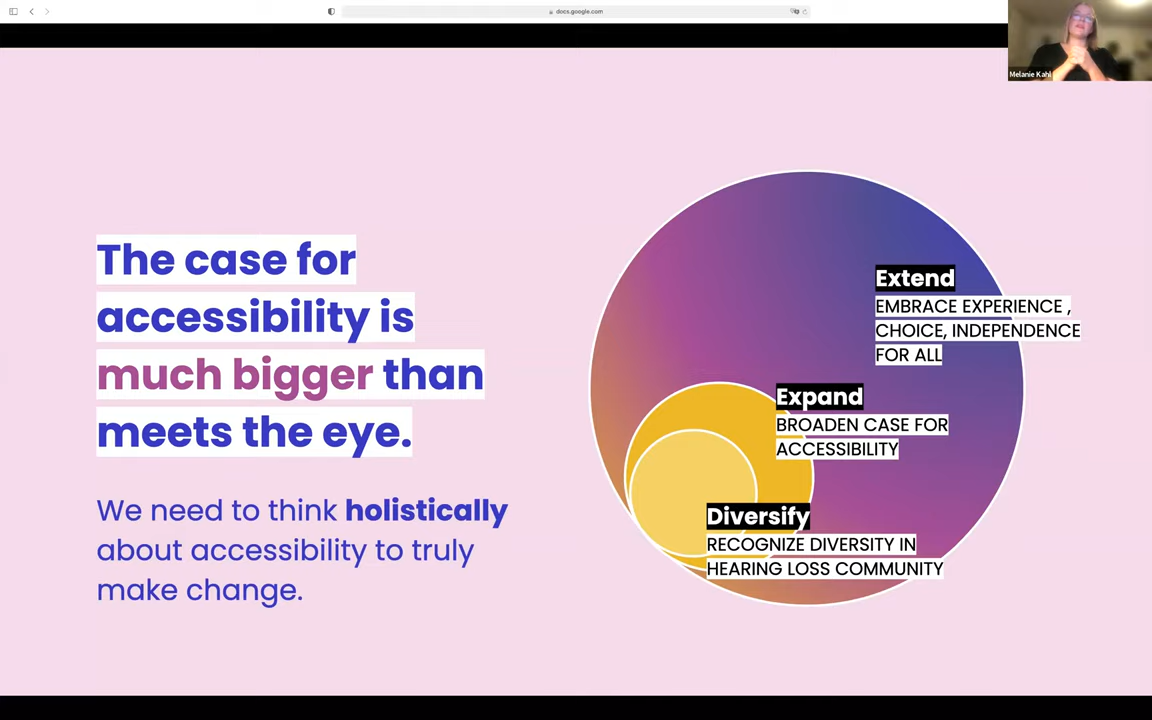 docs.google.com
Melanie Kahl
The case for
accessibility is
much bigger than
meets the eye.
We need to think holistically
about accessibility to truly
make change.
Extend
EMBRACE EXPERIENCE ,
CHOICE, INDEPENDENCE
FOR ALL
Expand
BROADEN CASE FOR
ACCESSIBILITY
Diversify
RECOGNIZE DIVERSITY IN
HEARING LOSS COMMUNITY